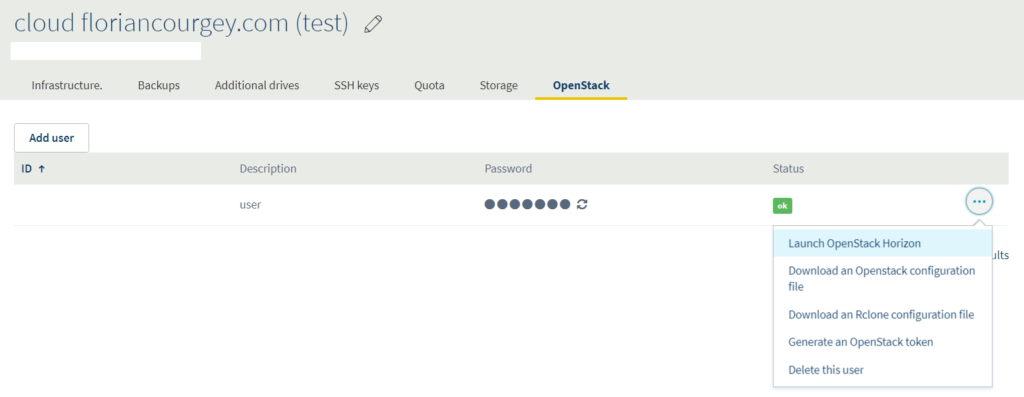 cloud floriancourgey.com (test)
Infrastructure. Backups Additional drives SSH keys Quota Storage OpenStack
Add user
ID ↑ Description Password Status
user ●●●●●●● ok ...
Launch OpenStack Horizon
ults
Download an Openstack configuration
file
Download an Rclone configuration file
Generate an OpenStack token
Delete this user